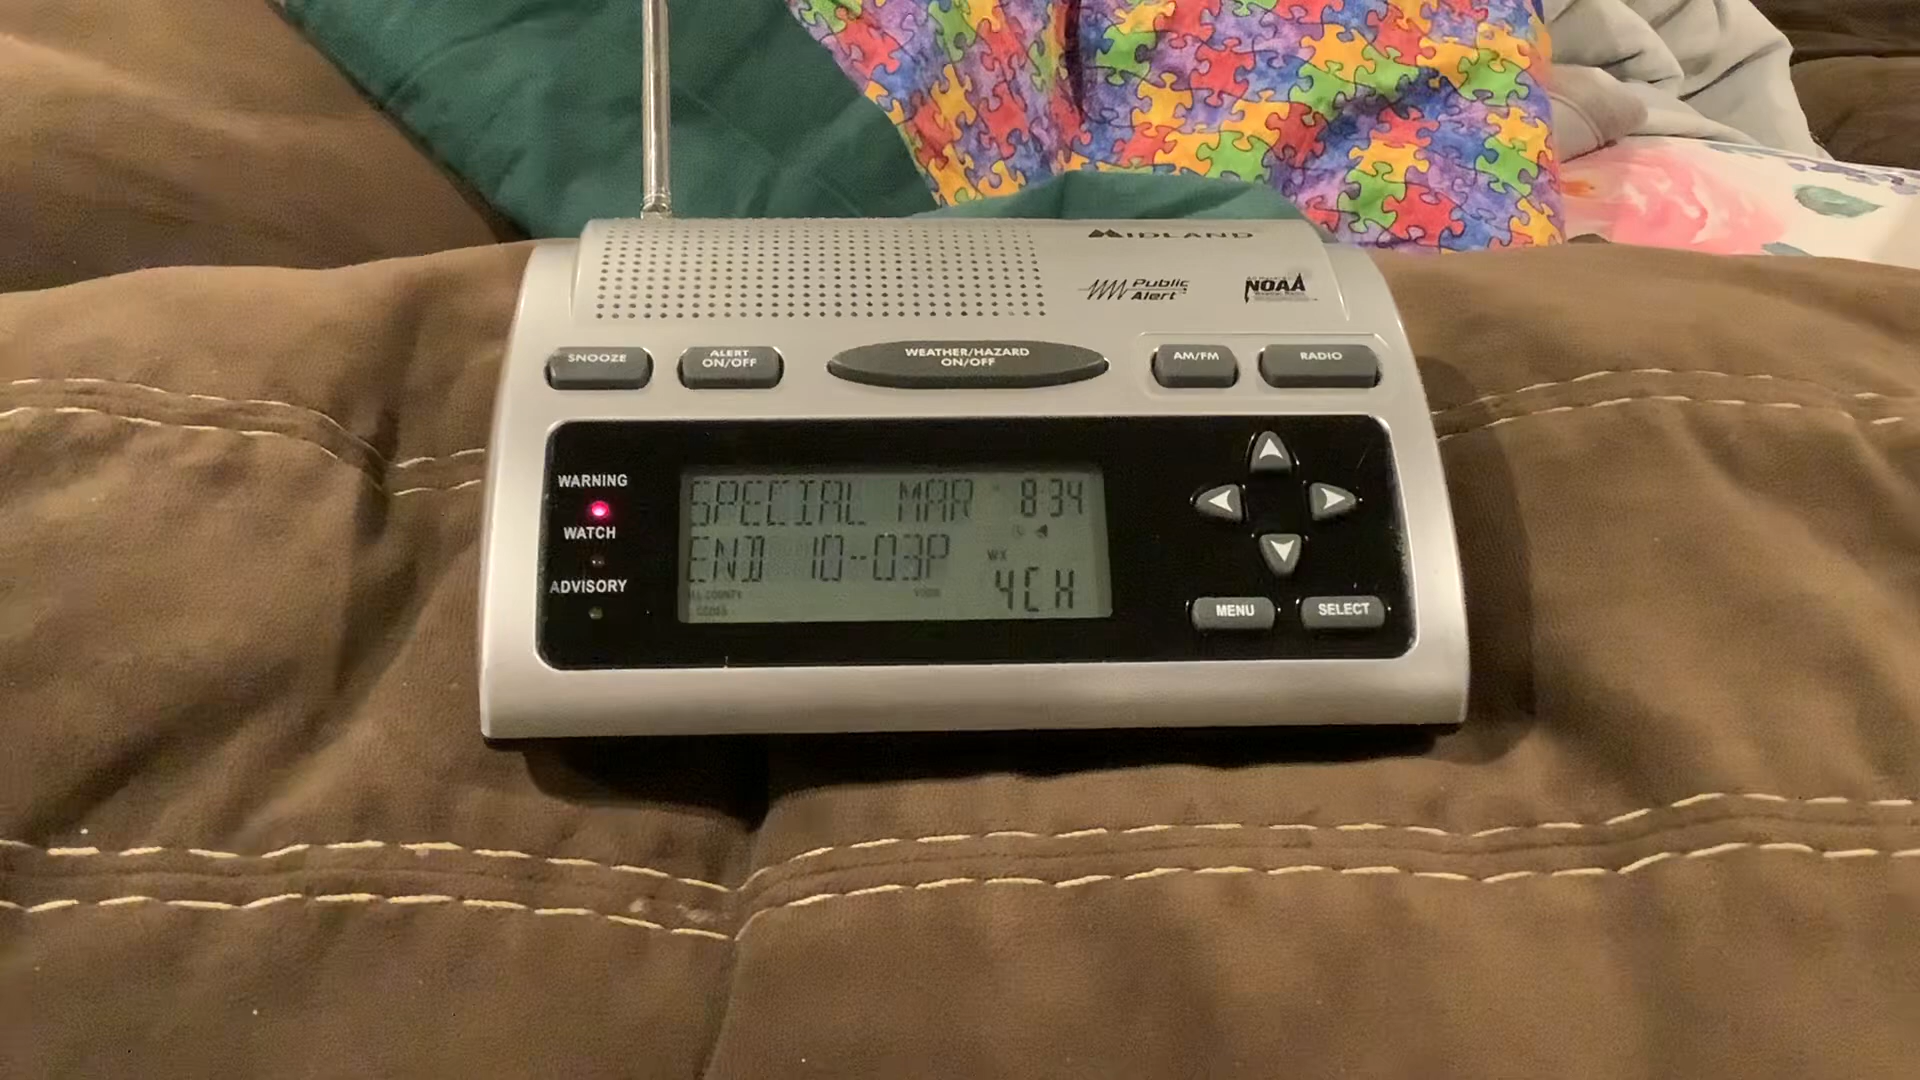 MIDLAND
Public
Alert
NOAA
SNOOZE
ALERT
ON/OFF
WEATHER/HAZARD
ON/OFF
AM/FM
RADIO
WARNING
WATCH
ADVISORY
SPECIAL MAR 8:34
END 10-03P
WX
4CH
MENU
SELECT